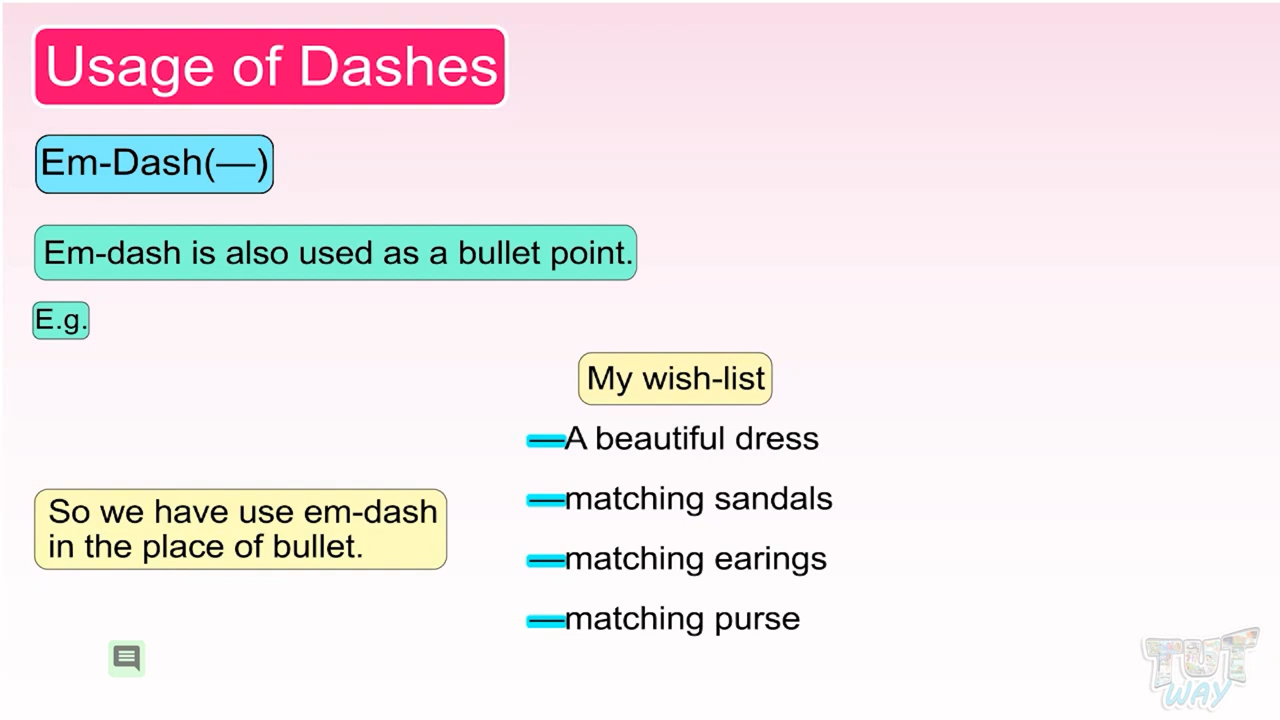 Usage of Dashes
Em-Dash(—)
Em-dash is also used as a bullet point.
E.g.
My wish-list
—A beautiful dress
—matching sandals
So we have use em-dash
in the place of bullet.
—matching earings
—matching purse
TUT
WAY